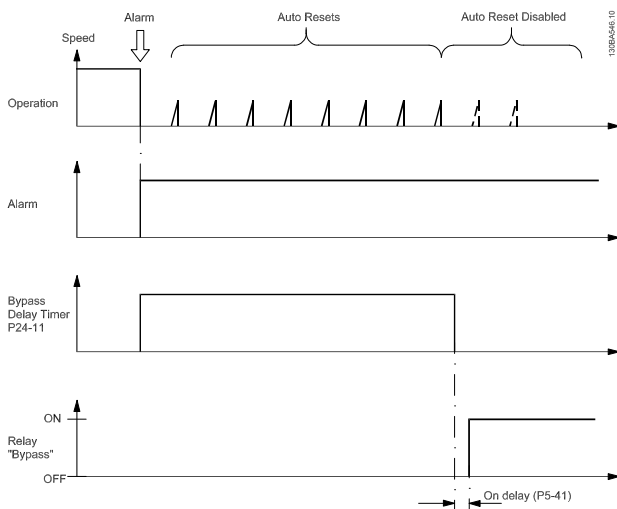 Alarm
Auto Resets
Auto Reset Disabled
130BA546.10
Speed
Operation
Alarm
Bypass
Delay Timer
P24-11
ON
Relay
"Bypass"
OFF
On delay (P5-41)